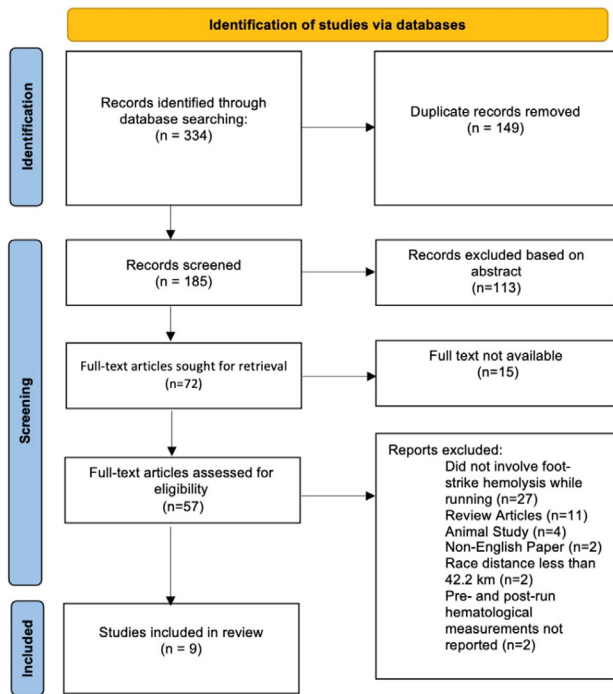 Identification of studies via databases
Identification
Records identified through
database searching:
(n = 334)
Duplicate records removed
(n = 149)
Screening
Records screened
(n = 185)
Records excluded based on
abstract
(n=113)
Full-text articles sought for retrieval
(n=72)
Full text not available
(n=15)
Full-text articles assessed for
eligibility
(n=57)
Reports excluded:
Did not involve foot-
strike hemolysis while
running (n=27)
Review Articles (n=11)
Animal Study (n=4)
Non-English Paper (n=2)
Race distance less than
42.2 km (n=2)
Pre- and post-run
hematological
measurements not
reported (n=2)
Included
Studies included in review
(n = 9)